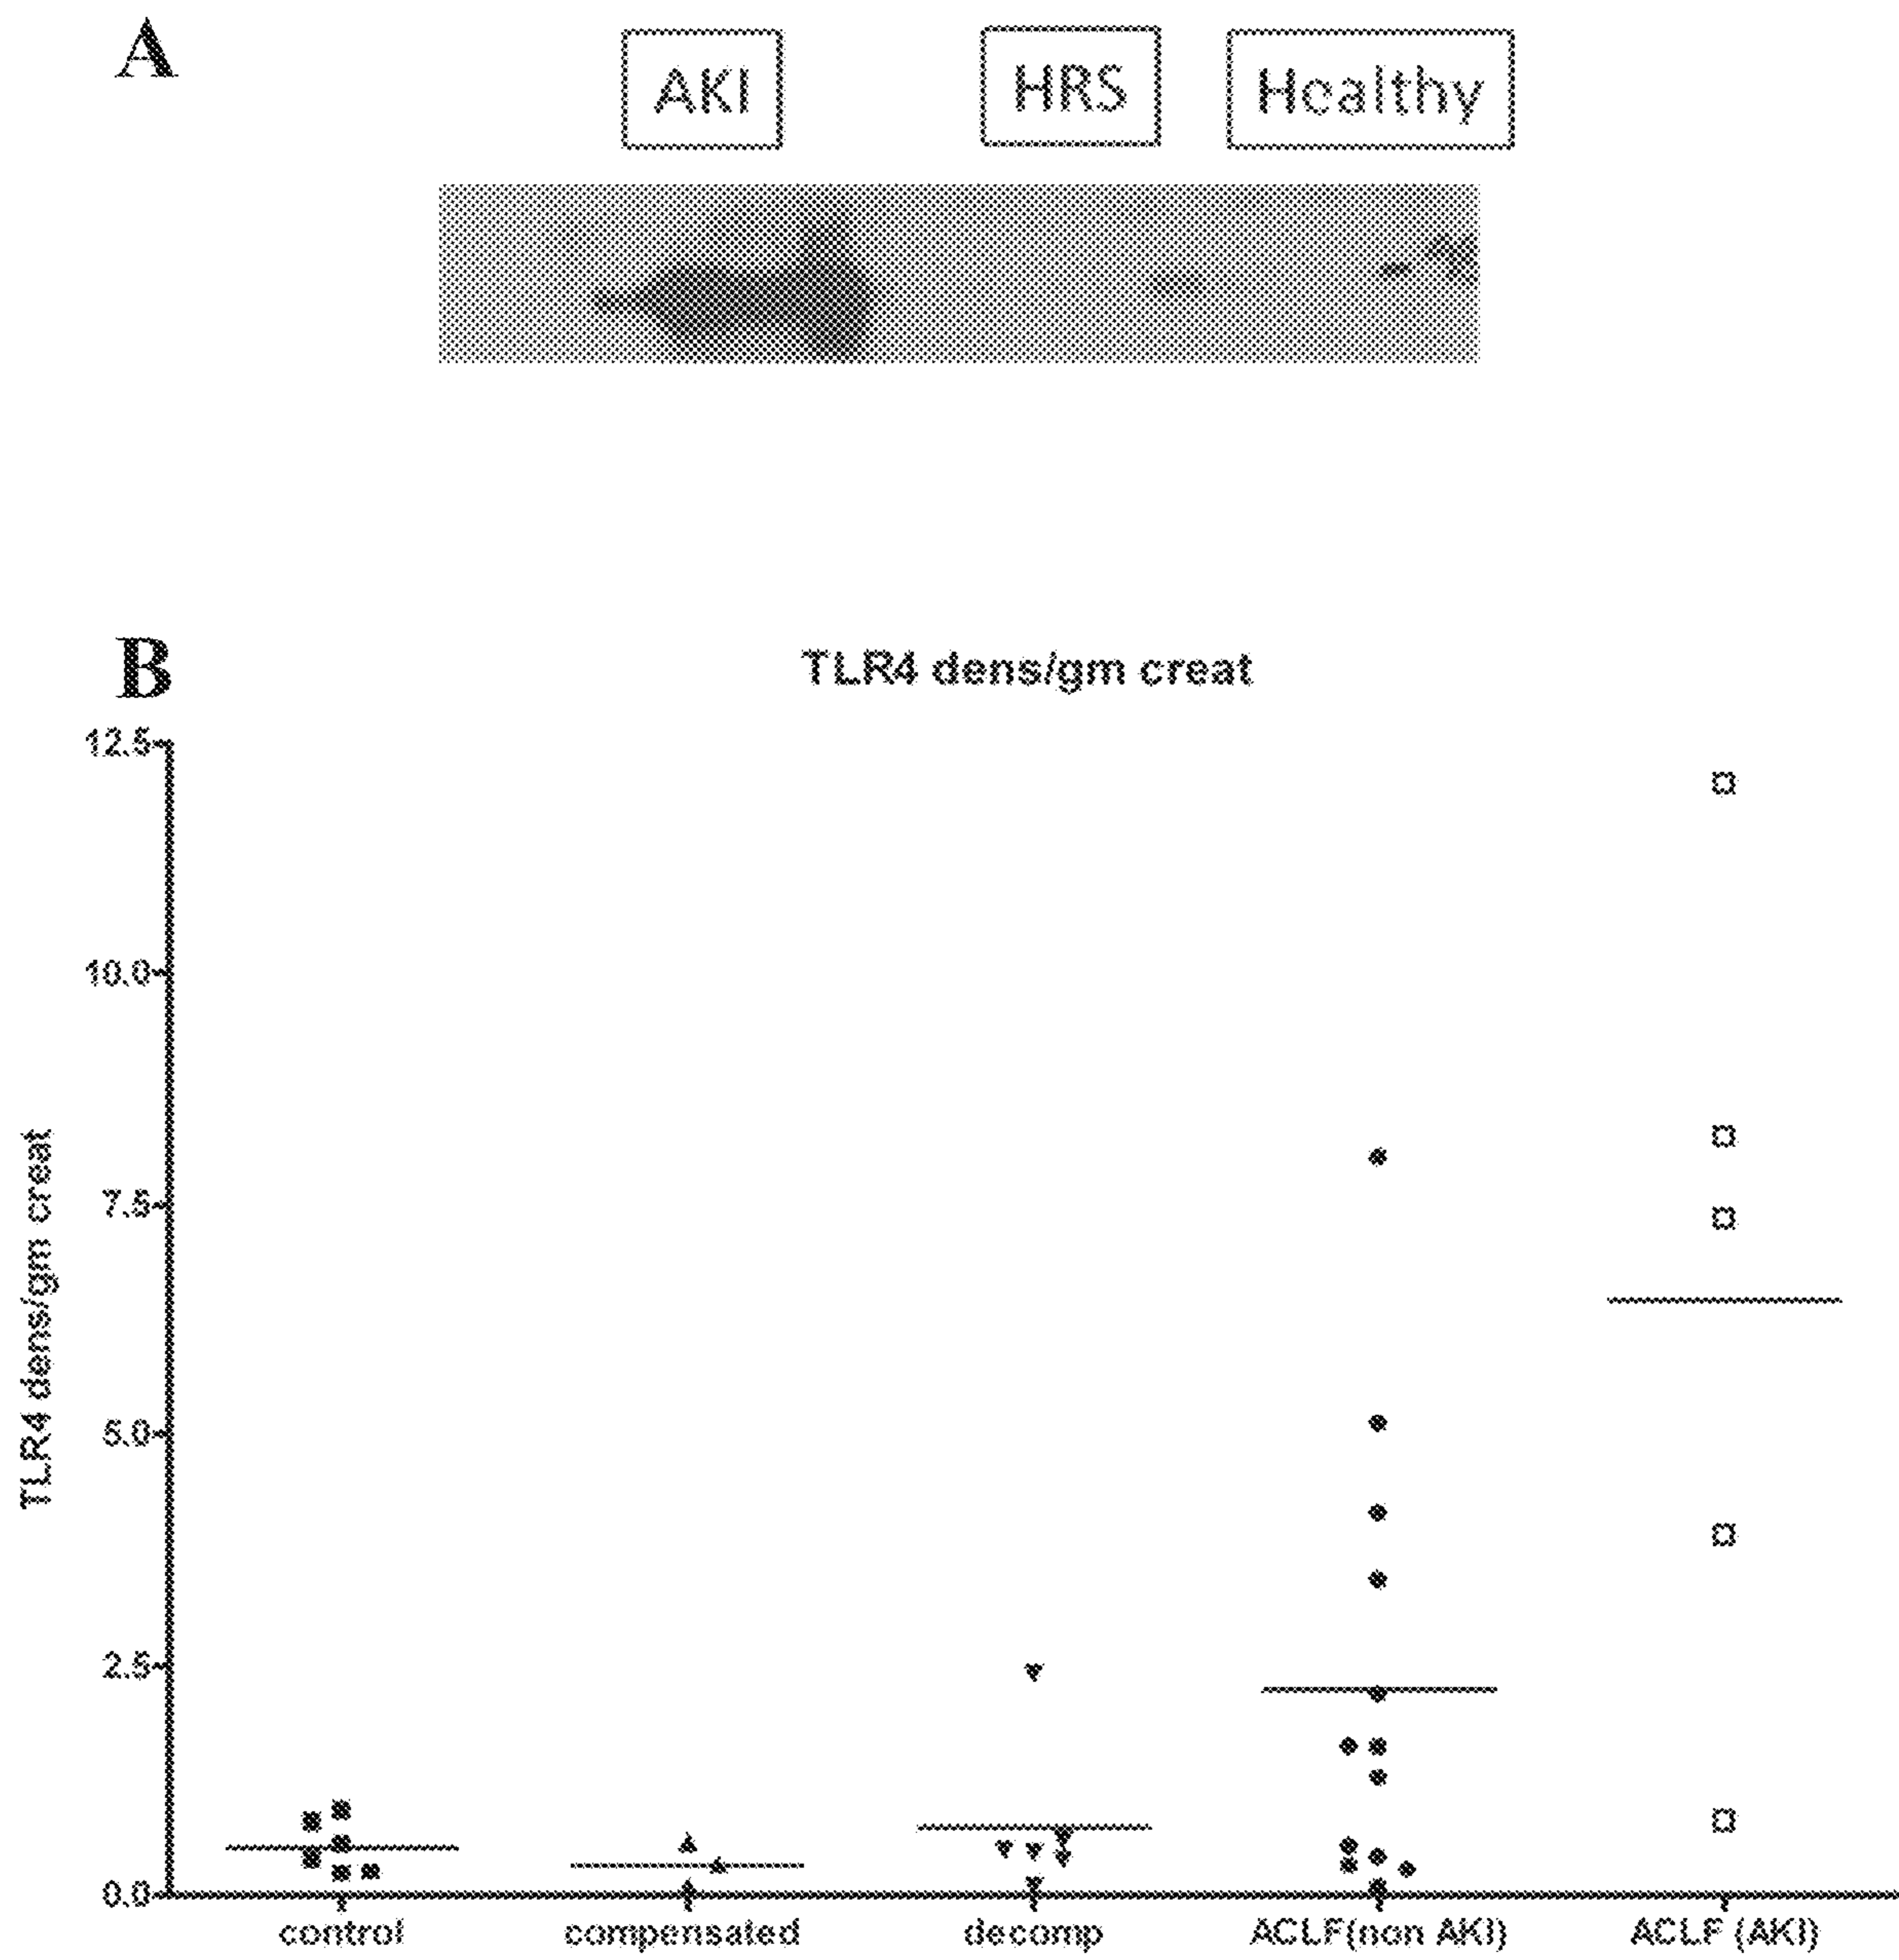 A
AKI HRS Healthy
B
TLR4 dens/gm creat
12.5
10.0
7.5
5.0
2.5
0.0
TLR4 dens/gm creat
control compensated decomp ACLF(non AKI) ACLF (AKI)